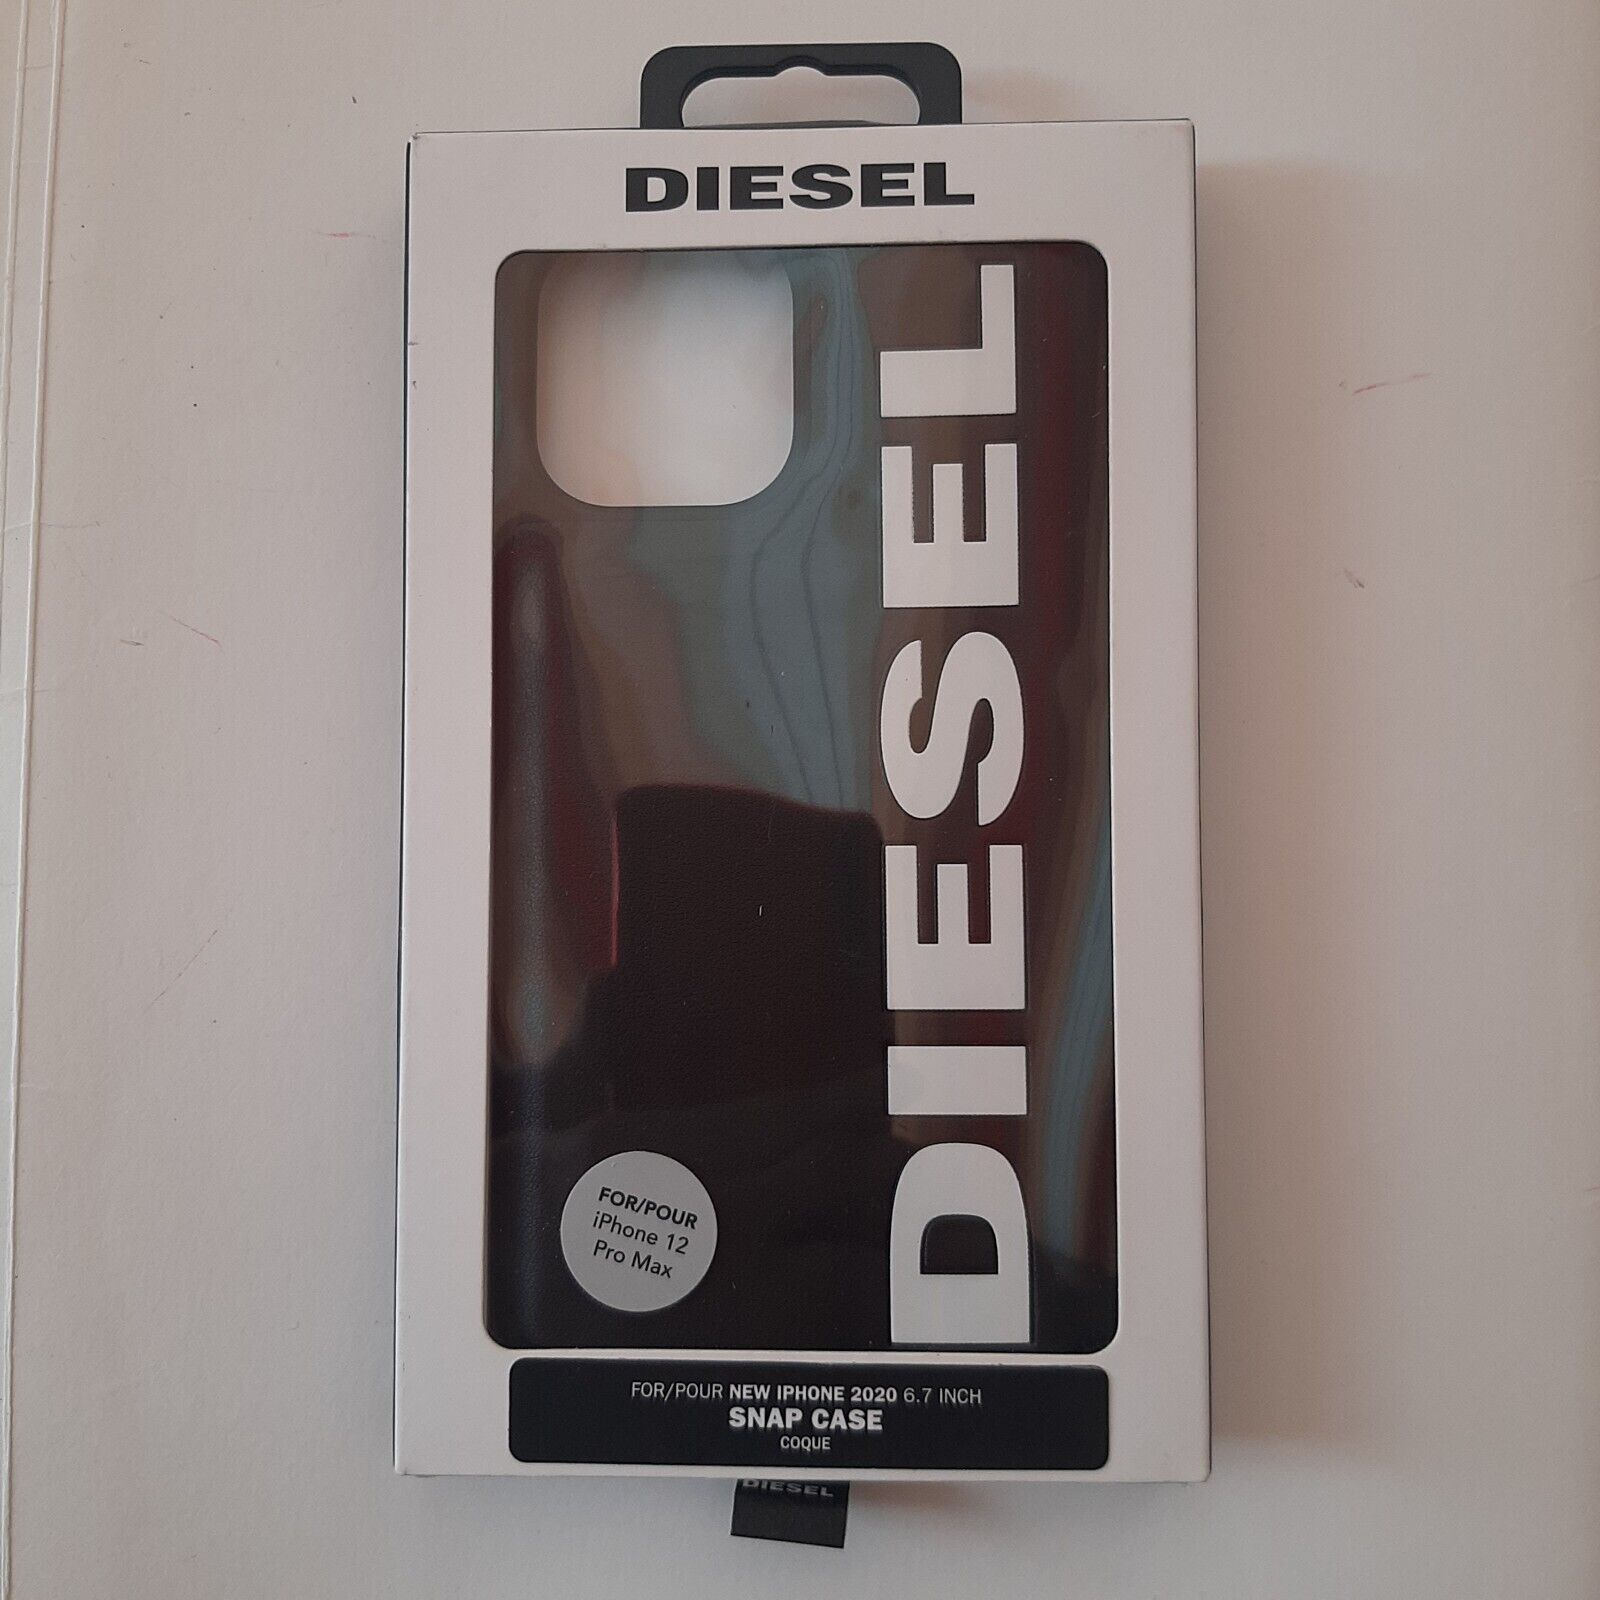 DIESEL
DIESEL
FOR/POUR
iPhone 12
Pro Max
FOR/POUR NEW IPHONE 2020 6.7 INCH
SNAP CASE
COQUE
DIESEL